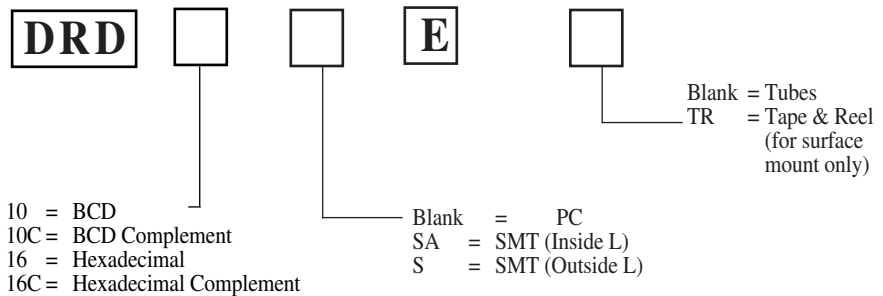 DRD E
Blank = Tubes
TR = Tape & Reel
(for surface
mount only)
10 = BCD
10C = BCD Complement
16 = Hexadecimal
16C = Hexadecimal Complement
Blank = PC
SA = SMT (Inside L)
S = SMT (Outside L)